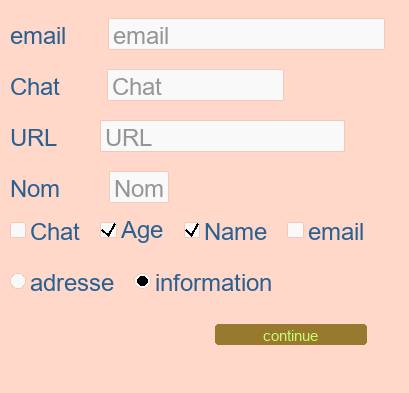 email email
Chat Chat
URL URL
Nom Nom
Chat Age Name email
adresse information
continue